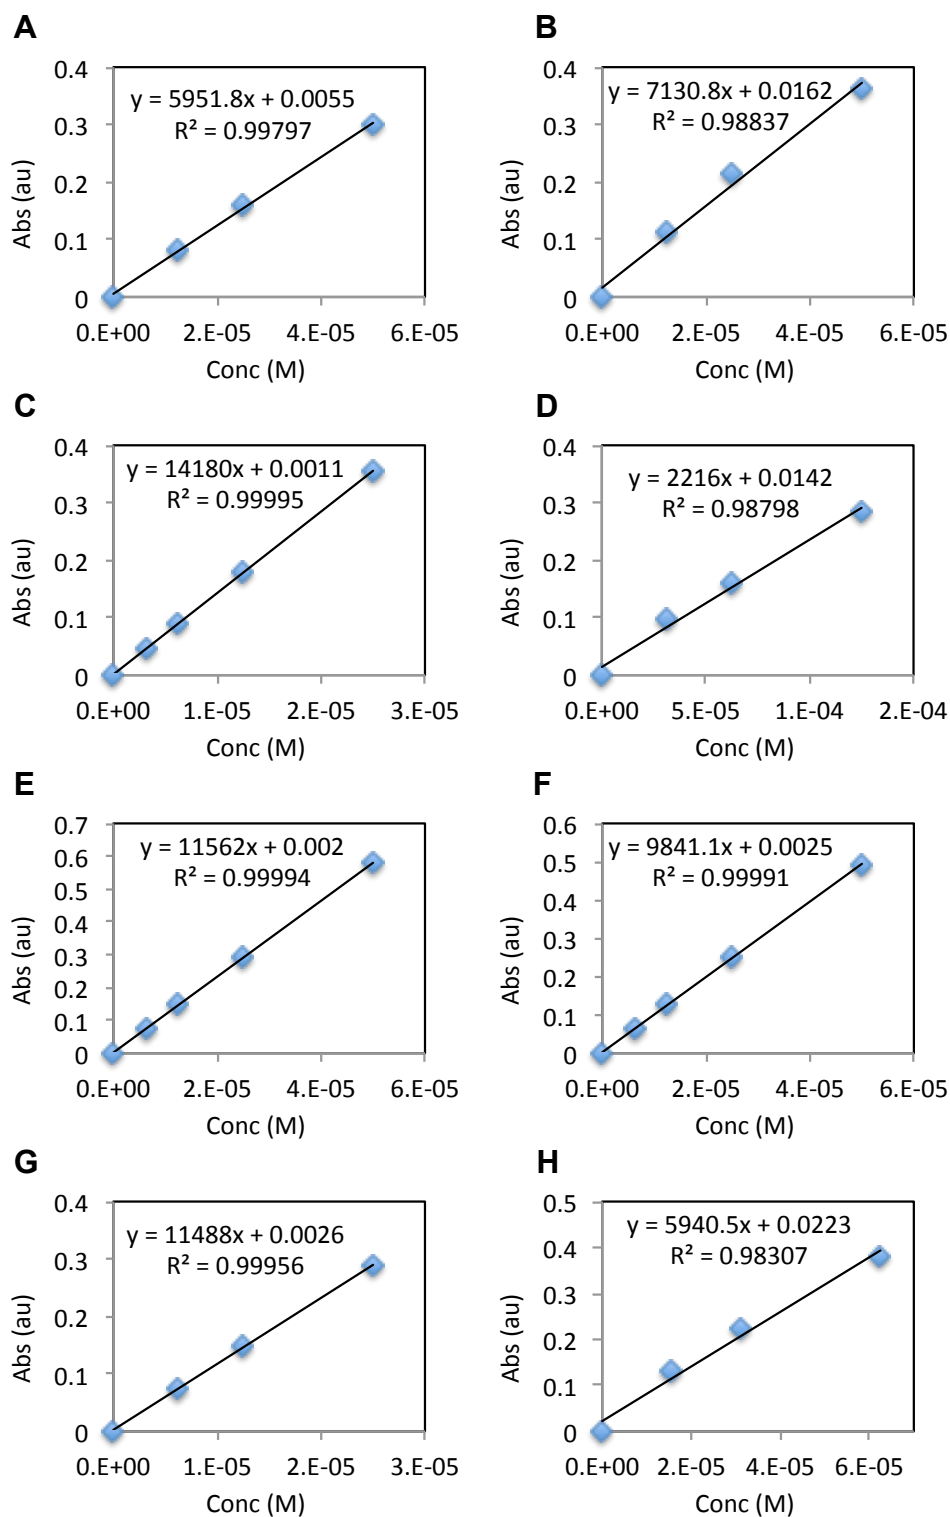 A
0.4
0.3
0.2
0.1
0
y = 5951.8x + 0.0055
R² = 0.99797
Abs (au)
0.E+00 2.E-05 4.E-05 6.E-05
Conc (M)
B
0.4
0.3
0.2
0.1
0
y = 7130.8x + 0.0162
R² = 0.98837
Abs (au)
0.E+00 2.E-05 4.E-05 6.E-05
Conc (M)
C
0.4
0.3
0.2
0.1
0
y = 14180x + 0.0011
R² = 0.99995
Abs (au)
0.E+00 1.E-05 2.E-05 3.E-05
Conc (M)
D
0.4
0.3
0.2
0.1
0
y = 2216x + 0.0142
R² = 0.98798
Abs (au)
0.E+00 5.E-05 1.E-04 2.E-04
Conc (M)
E
0.7
0.6
0.5
0.4
0.3
0.2
0.1
0
y = 11562x + 0.002
R² = 0.99994
Abs (au)
0.E+00 2.E-05 4.E-05 6.E-05
Conc (M)
F
0.6
0.5
0.4
0.3
0.2
0.1
0
y = 9841.1x + 0.0025
R² = 0.99991
Abs (au)
0.E+00 2.E-05 4.E-05 6.E-05
Conc (M)
G
0.4
0.3
0.2
0.1
0
y = 11488x + 0.0026
R² = 0.99956
Abs (au)
0.E+00 1.E-05 2.E-05 3.E-05
Conc (M)
H
0.5
0.4
0.3
0.2
0.1
0
y = 5940.5x + 0.0223
R² = 0.98307
Abs (au)
0.E+00 2.E-05 4.E-05 6.E-05
Conc (M)